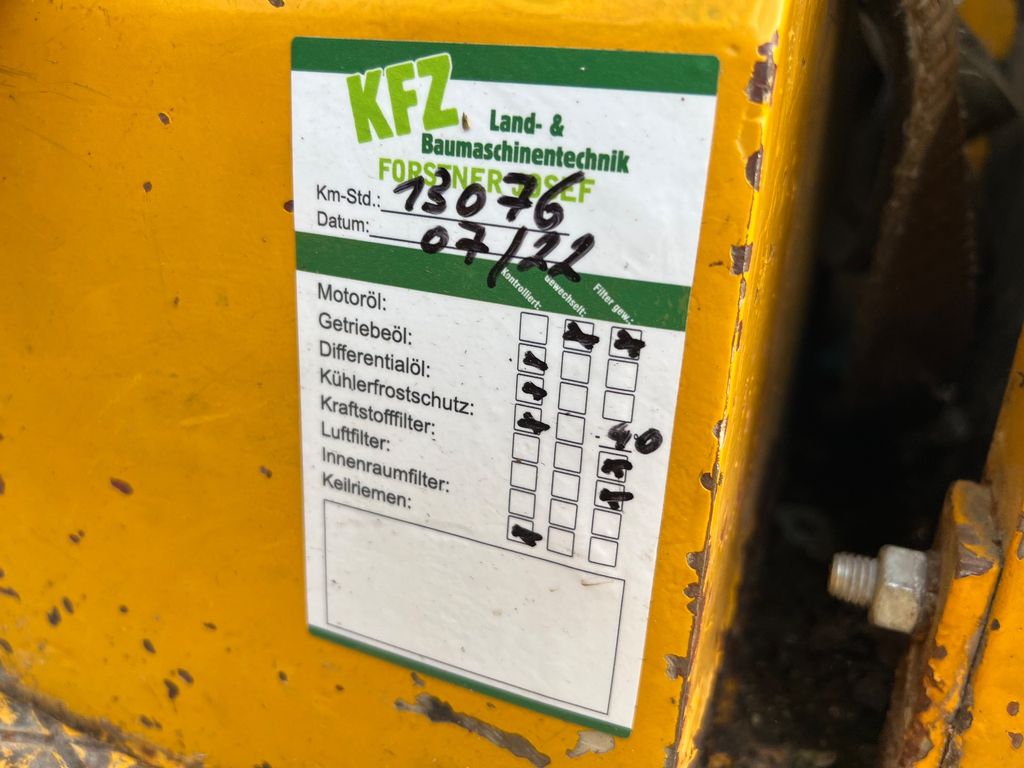 KFZ
Land- &
Baumaschinentechnik
FORSTNER JOSEF
Km-Std.: 13076
Datum: 07/22
Kontrolliert: Gewechselt: Filter gew.:
Motoröl:
Getriebeöl:
Differentialöl:
Kühlerfrostschutz: 40
Kraftstofffilter:
Luftfilter:
Innenraumfilter:
Keilriemen: